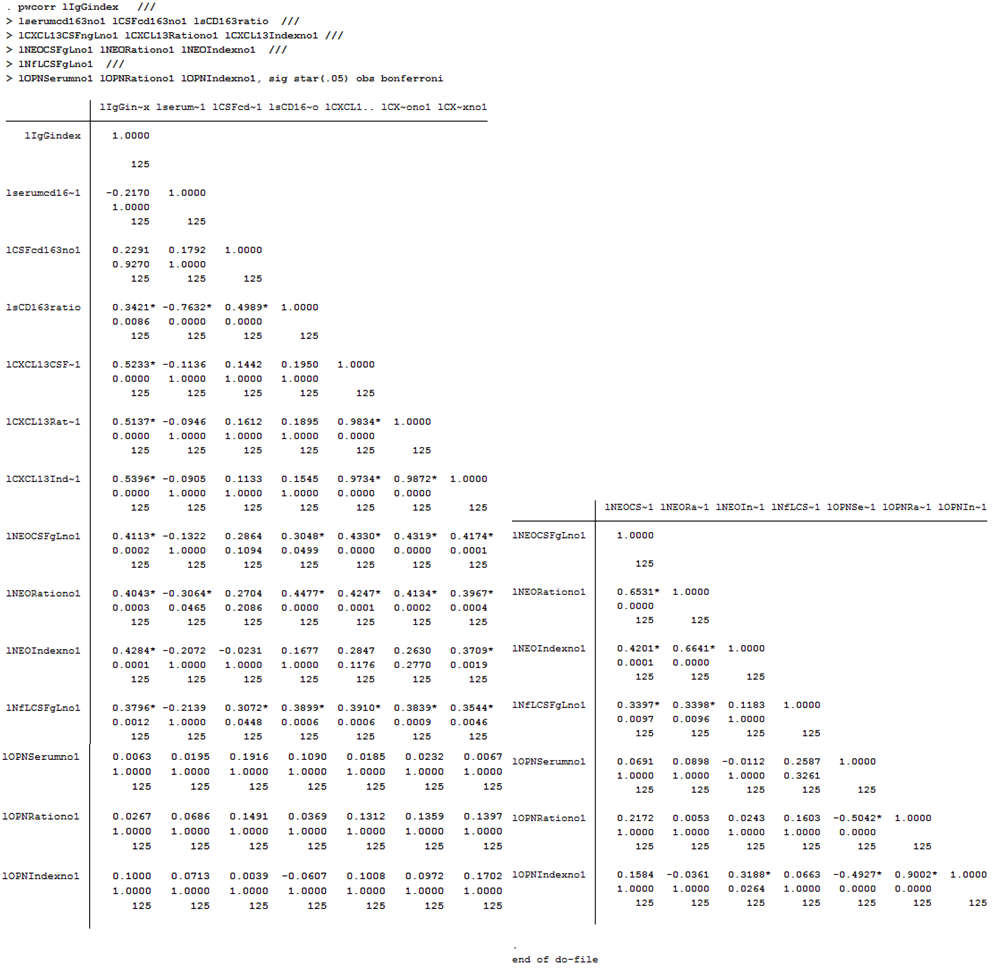 . pwcorr lIgGindex   ///
> lserumcd163no1 lCSFcd163no1 lsCD163ratio  ///
> lCXCL13CSFngLno1 lCXCL13Rationo1 lCXCL13Indexno1 ///
> lNEOCSFgLno1 lNEORationo1 lNEOIndexno1  ///
> lNfLCSFgLno1  ///
> lOPNSerumno1 lOPNRationo1 lOPNIndexno1, sig star(.05) obs bonferroni
lIgGin~x lserum~1 lCSFcd~1 lsCD16~o lCXCL1.. lCX~ono1 lCX~xno1
lIgGindex 1.0000
125
lserumcd16~1 -0.2170 1.0000
1.0000
125 125
lCSFcd163no1 0.2291 0.1792 1.0000
0.9270 1.0000
125 125 125
lsCD163ratio 0.3421* -0.7632* 0.4989* 1.0000
0.0086 0.0000 0.0000
125 125 125 125
lCXCL13CSF~1 0.5233* -0.1136 0.1442 0.1950 1.0000
0.0000 1.0000 1.0000 1.0000
125 125 125 125 125
lCXCL13Rat~1 0.5137* -0.0946 0.1612 0.1895 0.9834* 1.0000
0.0000 1.0000 1.0000 1.0000 0.0000
125 125 125 125 125 125
lCXCL13Ind~1 0.5396* -0.0905 0.1133 0.1545 0.9734* 0.9872* 1.0000
0.0000 1.0000 1.0000 1.0000 0.0000 0.0000
125 125 125 125 125 125 125
lNEOCSFgLno1 0.4113* -0.1322 0.2864 0.3048* 0.4330* 0.4319* 0.4174*
0.0002 1.0000 0.1094 0.0499 0.0000 0.0000 0.0001
125 125 125 125 125 125 125
lNEORationo1 0.4043* -0.3064* 0.2704 0.4477* 0.4247* 0.4134* 0.3967*
0.0003 0.0465 0.2086 0.0000 0.0001 0.0002 0.0004
125 125 125 125 125 125 125
lNEOIndexno1 0.4284* -0.2072 -0.0231 0.1677 0.2847 0.2630 0.3709*
0.0001 1.0000 1.0000 1.0000 0.1176 0.2770 0.0019
125 125 125 125 125 125 125
lNfLCSFgLno1 0.3796* -0.2139 0.3072* 0.3899* 0.3910* 0.3839* 0.3544*
0.0012 1.0000 0.0448 0.0006 0.0006 0.0009 0.0046
125 125 125 125 125 125 125
lOPNSerumno1 0.0063 0.0195 0.1916 0.1090 0.0185 0.0232 0.0067
1.0000 1.0000 1.0000 1.0000 1.0000 1.0000 1.0000
125 125 125 125 125 125 125
lOPNRationo1 0.0267 0.0686 0.1491 0.0369 0.1312 0.1359 0.1397
1.0000 1.0000 1.0000 1.0000 1.0000 1.0000 1.0000
125 125 125 125 125 125 125
lOPNIndexno1 0.1000 0.0713 0.0039 -0.0607 0.1008 0.0972 0.1702
1.0000 1.0000 1.0000 1.0000 1.0000 1.0000 1.0000
125 125 125 125 125 125 125
lNEOCS~1 lNEORa~1 lNEOIn~1 lNfLCS~1 lOPNSe~1 lOPNRa~1 lOPNIn~1
lNEOCSFgLno1 1.0000
125
lNEORationo1 0.6531* 1.0000
0.0000
125 125
lNEOIndexno1 0.4201* 0.6641* 1.0000
0.0001 0.0000
125 125 125
lNfLCSFgLno1 0.3397* 0.3398* 0.1183 1.0000
0.0097 0.0096 1.0000
125 125 125 125
lOPNSerumno1 0.0691 0.0898 -0.0112 0.2587 1.0000
1.0000 1.0000 1.0000 0.3261
125 125 125 125 125
lOPNRationo1 0.2172 0.0053 0.0243 0.1603 -0.5042* 1.0000
1.0000 1.0000 1.0000 1.0000 0.0000
125 125 125 125 125 125
lOPNIndexno1 0.1584 -0.0361 0.3188* 0.0663 -0.4927* 0.9002* 1.0000
1.0000 1.0000 0.0264 1.0000 0.0000 0.0000
125 125 125 125 125 125 125
.
end of do-file